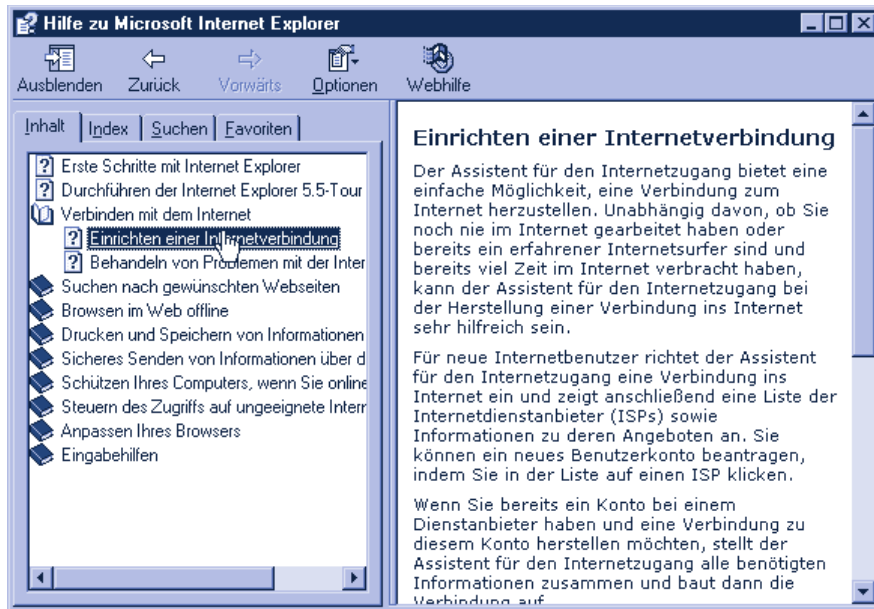 Hilfe zu Microsoft Internet Explorer
Ausblenden Zurück Vorwärts Optionen Webhilfe
Inhalt Index Suchen Favoriten
Erste Schritte mit Internet Explorer
Durchführen der Internet Explorer 5.5-Tour
Verbinden mit dem Internet
Einrichten einer Internetverbindung
Behandeln von Problemen mit der Inter
Suchen nach gewünschten Webseiten
Browsen im Web offline
Drucken und Speichern von Informationen
Sicheres Senden von Informationen über d
Schützen Ihres Computers, wenn Sie online
Steuern des Zugriffs auf ungeeignete Intern
Anpassen Ihres Browsers
Eingabehilfen
Einrichten einer Internetverbindung
Der Assistent für den Internetzugang bietet eine
einfache Möglichkeit, eine Verbindung zum
Internet herzustellen. Unabhängig davon, ob Sie
noch nie im Internet gearbeitet haben oder
bereits ein erfahrener Internetsurfer sind und
bereits viel Zeit im Internet verbracht haben,
kann der Assistent für den Internetzugang bei
der Herstellung einer Verbindung ins Internet
sehr hilfreich sein.
Für neue Internetbenutzer richtet der Assistent
für den Internetzugang eine Verbindung ins
Internet ein und zeigt anschließend eine Liste der
Internetdienstanbieter (ISPs) sowie
Informationen zu deren Angeboten an. Sie
können ein neues Benutzerkonto beantragen,
indem Sie in der Liste auf einen ISP klicken.
Wenn Sie bereits ein Konto bei einem
Dienstanbieter haben und eine Verbindung zu
diesem Konto herstellen möchten, stellt der
Assistent für den Internetzugang alle benötigten
Informationen zusammen und baut dann die
Verbindung auf.